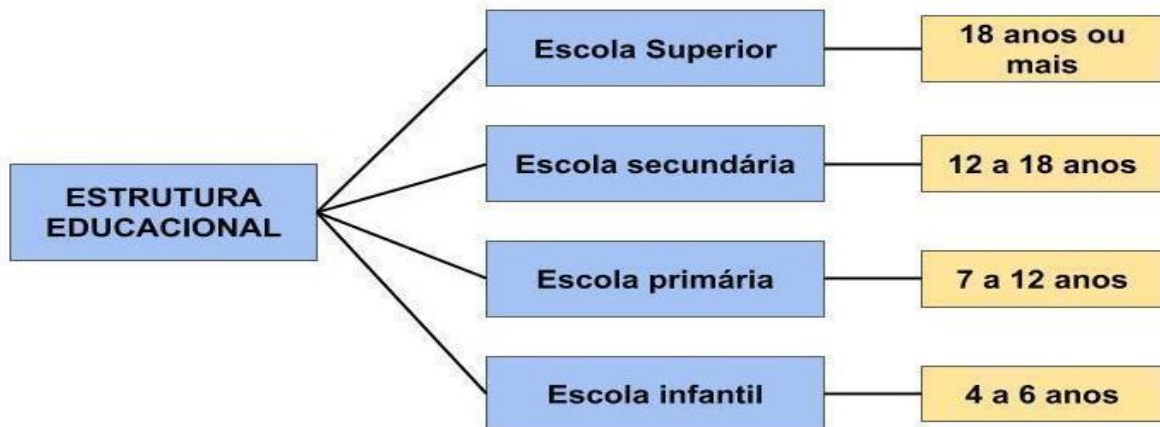 ESTRUTURA
EDUCACIONAL
Escola Superior
18 anos ou
mais
Escola secundária
12 a 18 anos
Escola primária
7 a 12 anos
Escola infantil
4 a 6 anos